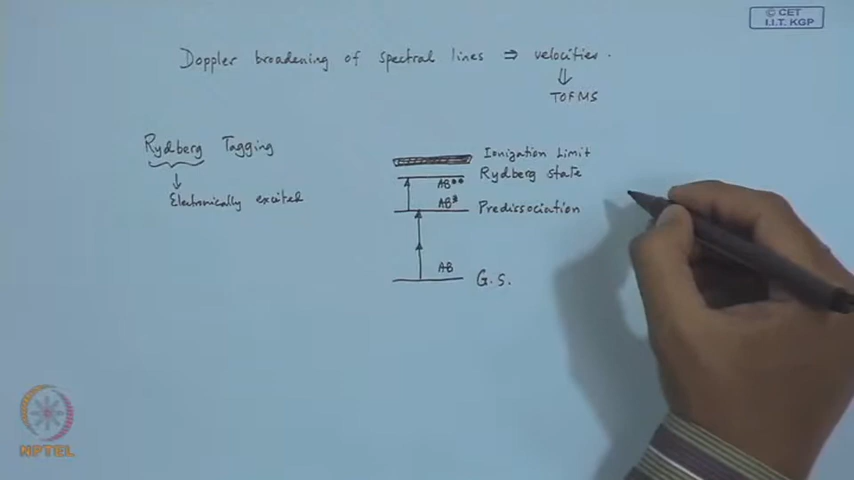 © CET
I.I.T. KGP
Doppler broadening of spectral lines ⇒ velocities.
⇓
TOFMS
Rydberg Tagging
↓
Electronically excited
Ionization Limit
Rydberg state
AB**
AB* Predissociation
AB G.S.
NPTEL